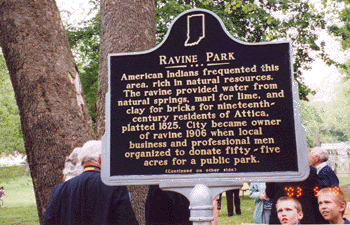 RAVINE PARK
American Indians frequented this
area, rich in natural resources.
The ravine provided water from
natural springs, marl for lime, and
clay for bricks for nineteenth-
century residents of Attica,
platted 1825. City became owner
of ravine 1906 when local
business and professional men
organized to donate fifty-five
acres for a public park.
(Continued on other side)